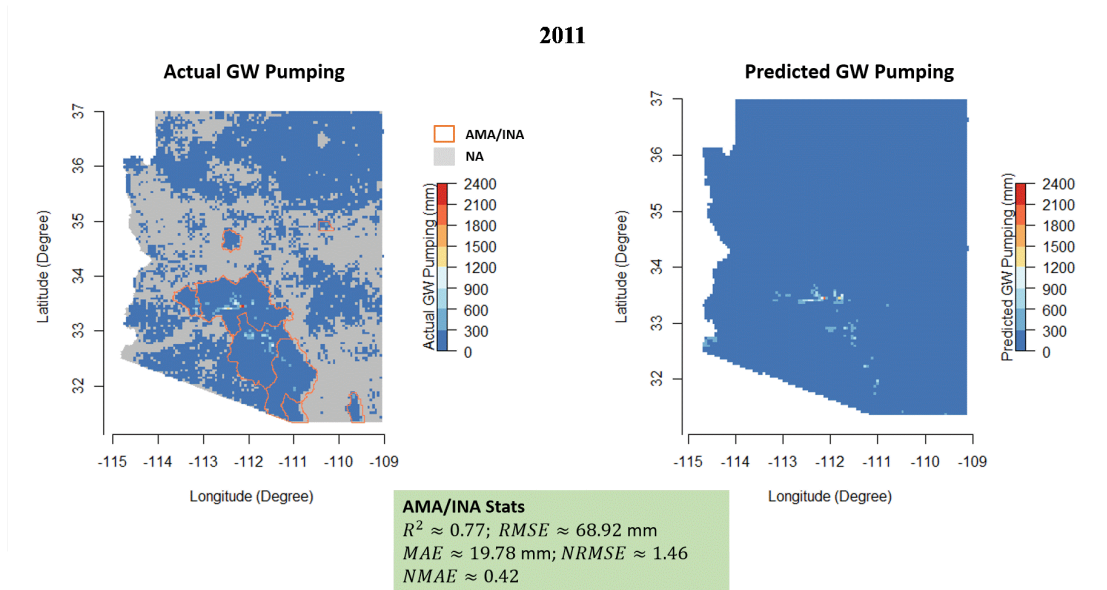 2011
Actual GW Pumping
Predicted GW Pumping
37
36
35
34
33
32
Latitude (Degree)
-115 -114 -113 -112 -111 -110 -109
Longitude (Degree)
AMA/INA
NA
Actual GW Pumping (mm)
2400
2100
1800
1500
1200
900
600
300
0
37
36
35
34
33
32
Latitude (Degree)
-115 -114 -113 -112 -111 -110 -109
Longitude (Degree)
Predicted GW Pumping (mm)
2400
2100
1800
1500
1200
900
600
300
0
AMA/INA Stats
R² ≈ 0.77; RMSE ≈ 68.92 mm
MAE ≈ 19.78 mm; NRMSE ≈ 1.46
NMAE ≈ 0.42